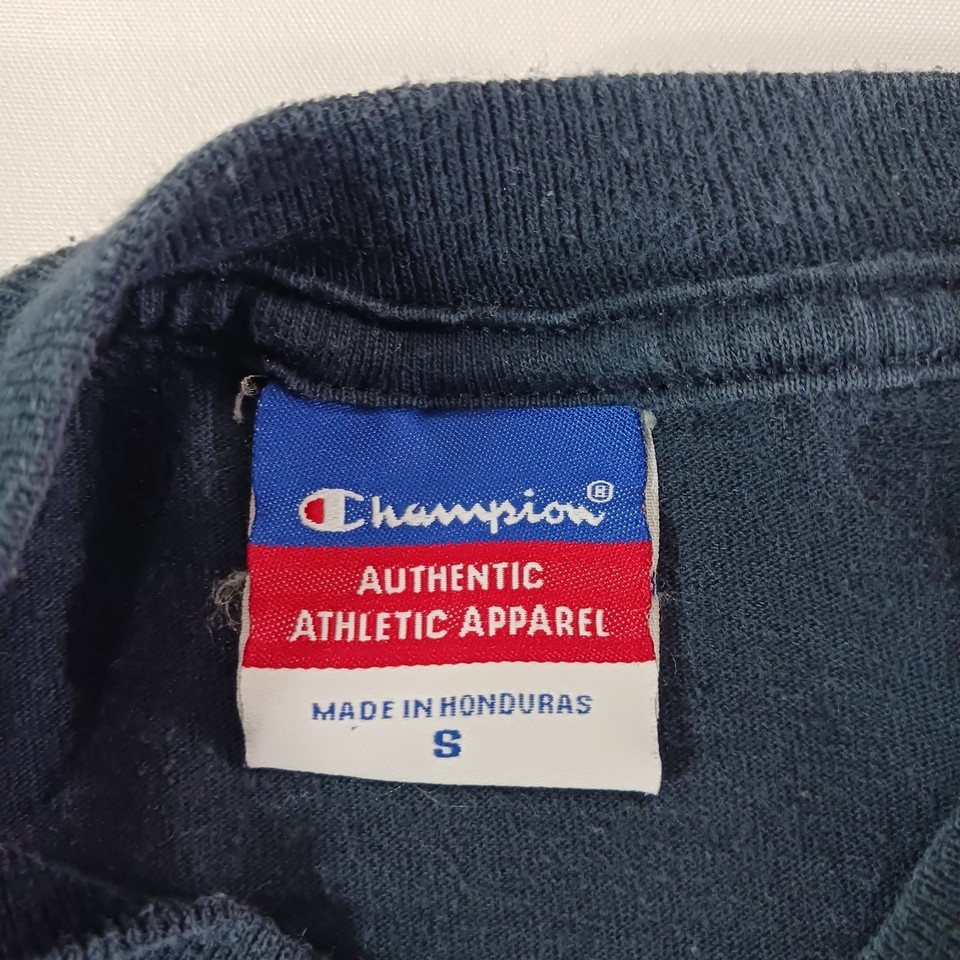 Champion®
AUTHENTIC
ATHLETIC APPAREL
MADE IN HONDURAS
S